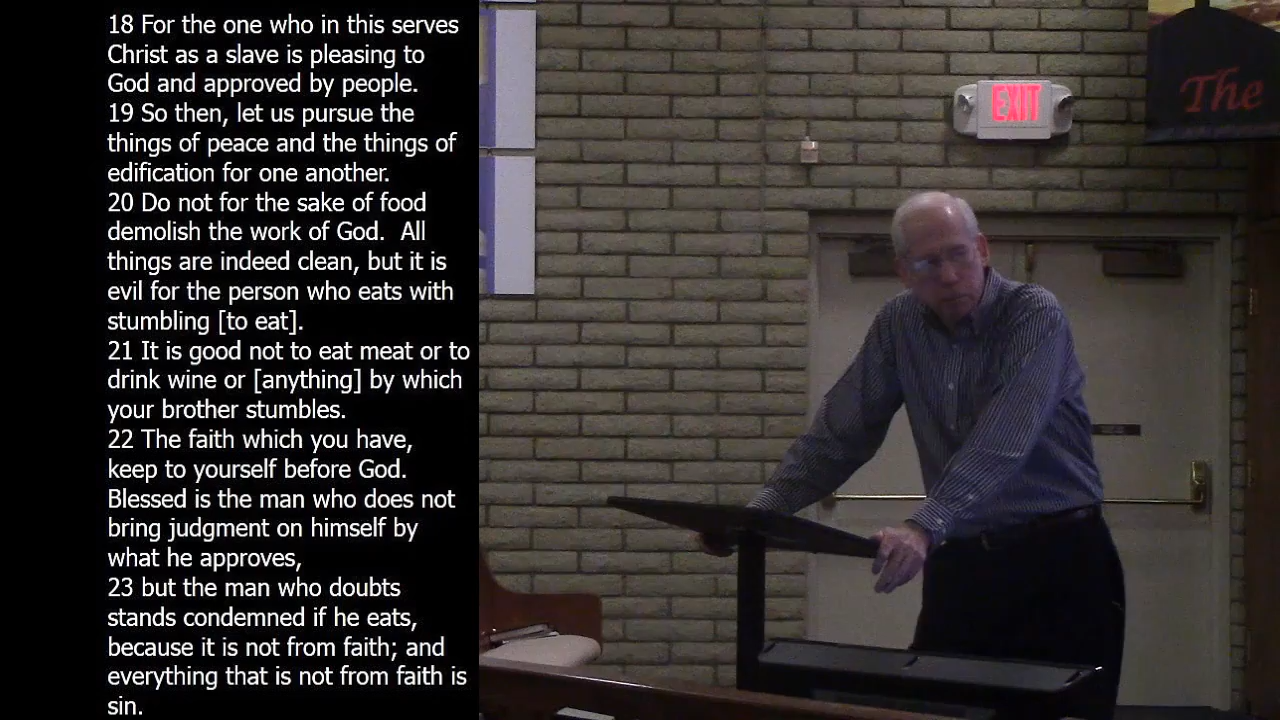 18 For the one who in this serves
Christ as a slave is pleasing to
God and approved by people.
19 So then, let us pursue the
things of peace and the things of
edification for one another.
20 Do not for the sake of food
demolish the work of God.  All
things are indeed clean, but it is
evil for the person who eats with
stumbling [to eat].
21 It is good not to eat meat or to
drink wine or [anything] by which
your brother stumbles.
22 The faith which you have,
keep to yourself before God.
Blessed is the man who does not
bring judgment on himself by
what he approves,
23 but the man who doubts
stands condemned if he eats,
because it is not from faith; and
everything that is not from faith is
sin.
EXIT
The